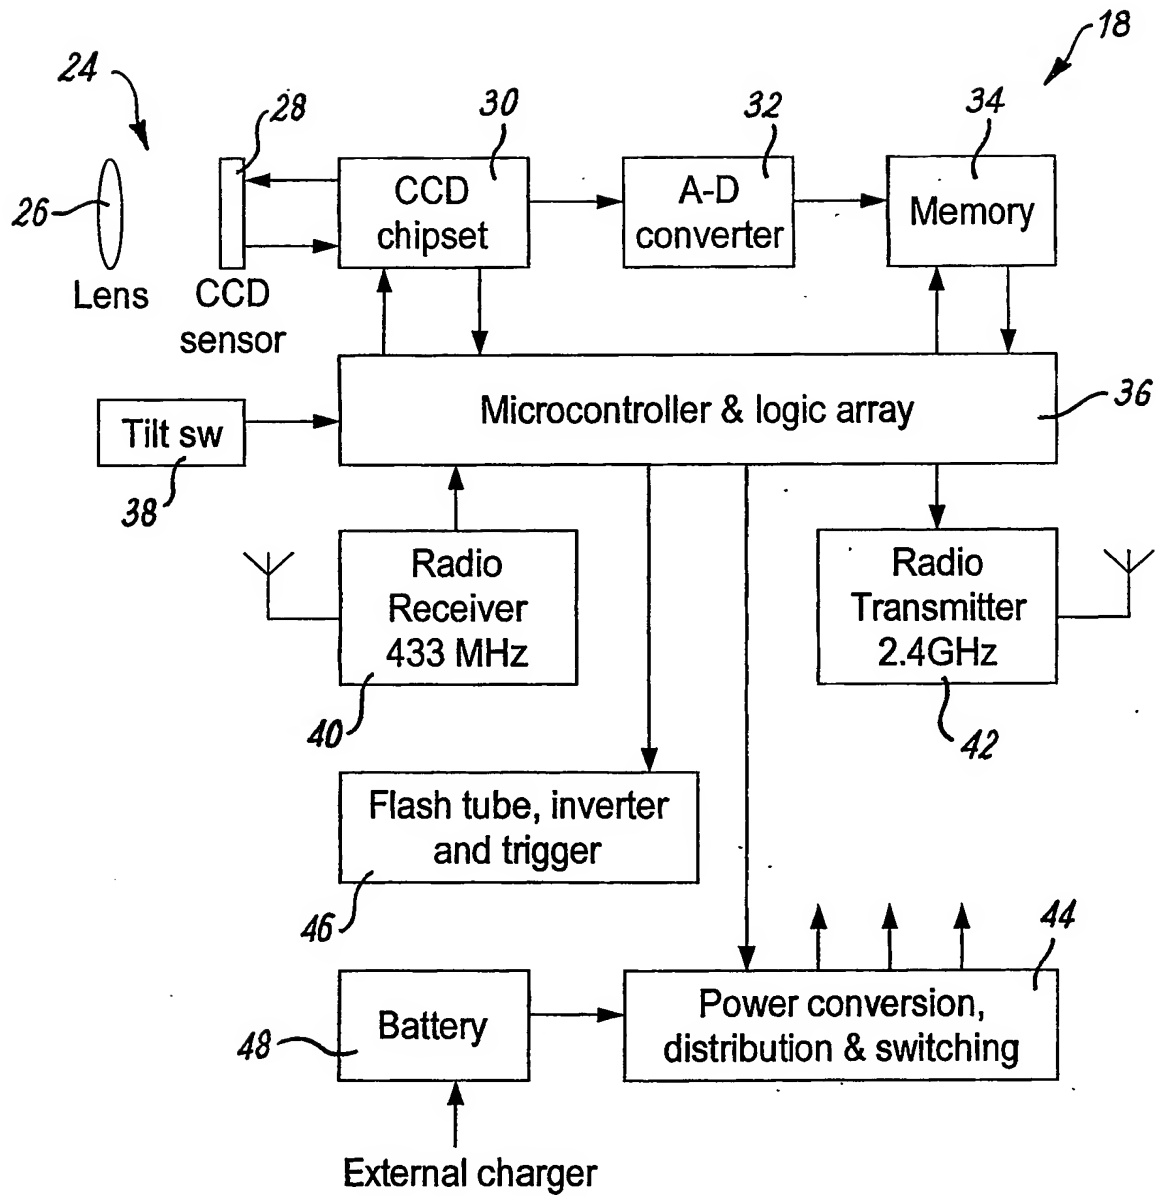 18
24
28
30
32
34
26
CCD
chipset
A-D
converter
Memory
Lens
CCD
sensor
Tilt sw
38
Microcontroller & logic array
36
Radio
Receiver
433 MHz
40
Radio
Transmitter
2.4GHz
42
Flash tube, inverter
and trigger
46
44
Battery
48
Power conversion,
distribution & switching
External charger